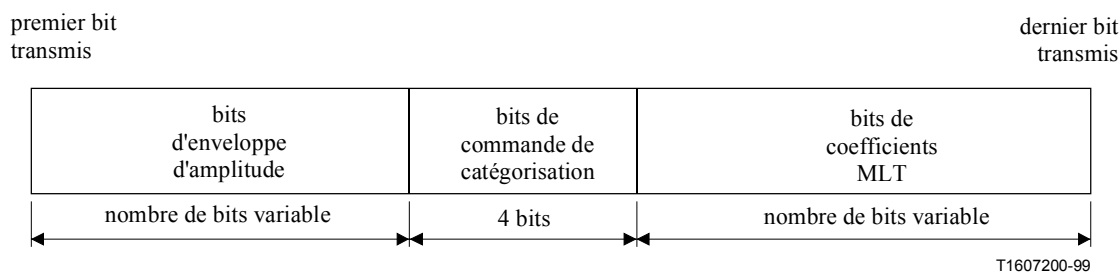 premier bit
transmis
dernier bit
transmis
bits
d'enveloppe
d'amplitude
bits de
commande de
catégorisation
bits de
coefficients
MLT
nombre de bits variable
4 bits
nombre de bits variable
T1607200-99